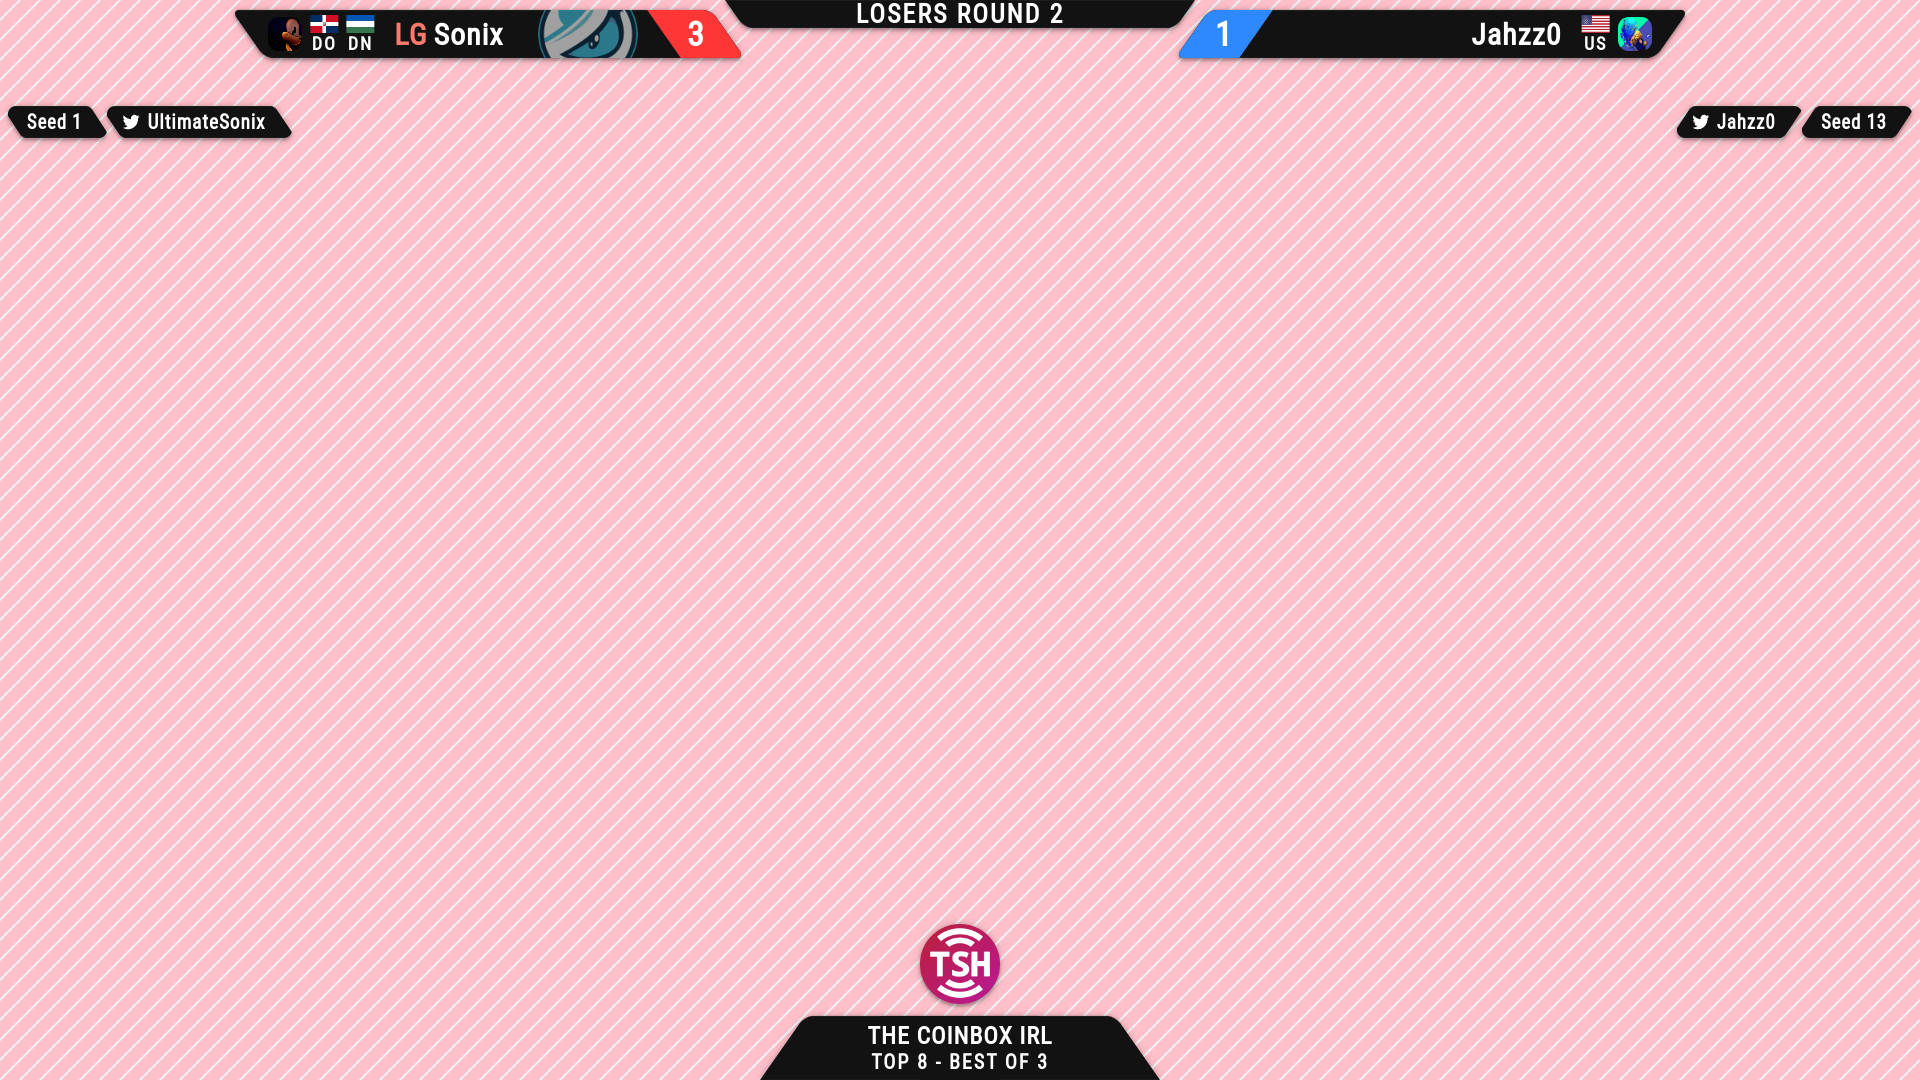 LOSERS ROUND 2
DO DN LG Sonix 3
1 Jahzz0 US
Seed 1 UltimateSonix
Jahzz0 Seed 13
TSH
THE COINBOX IRL
TOP 8 - BEST OF 3